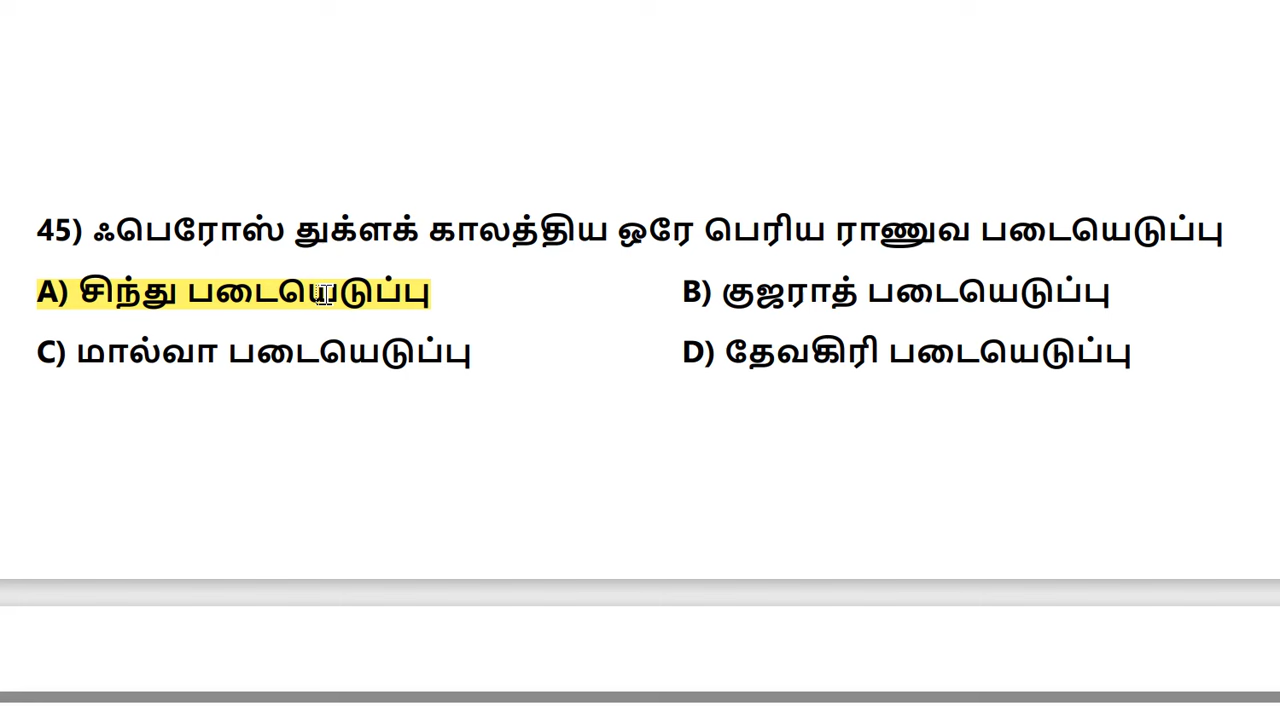 45) ஃபெரோஸ் துக்ளக் காலத்திய ஒரே பெரிய ராணுவ படையெடுப்பு
A) சிந்து படையெடுப்பு B) குஜராத் படையெடுப்பு
C) மால்வா படையெடுப்பு D) தேவகிரி படையெடுப்பு